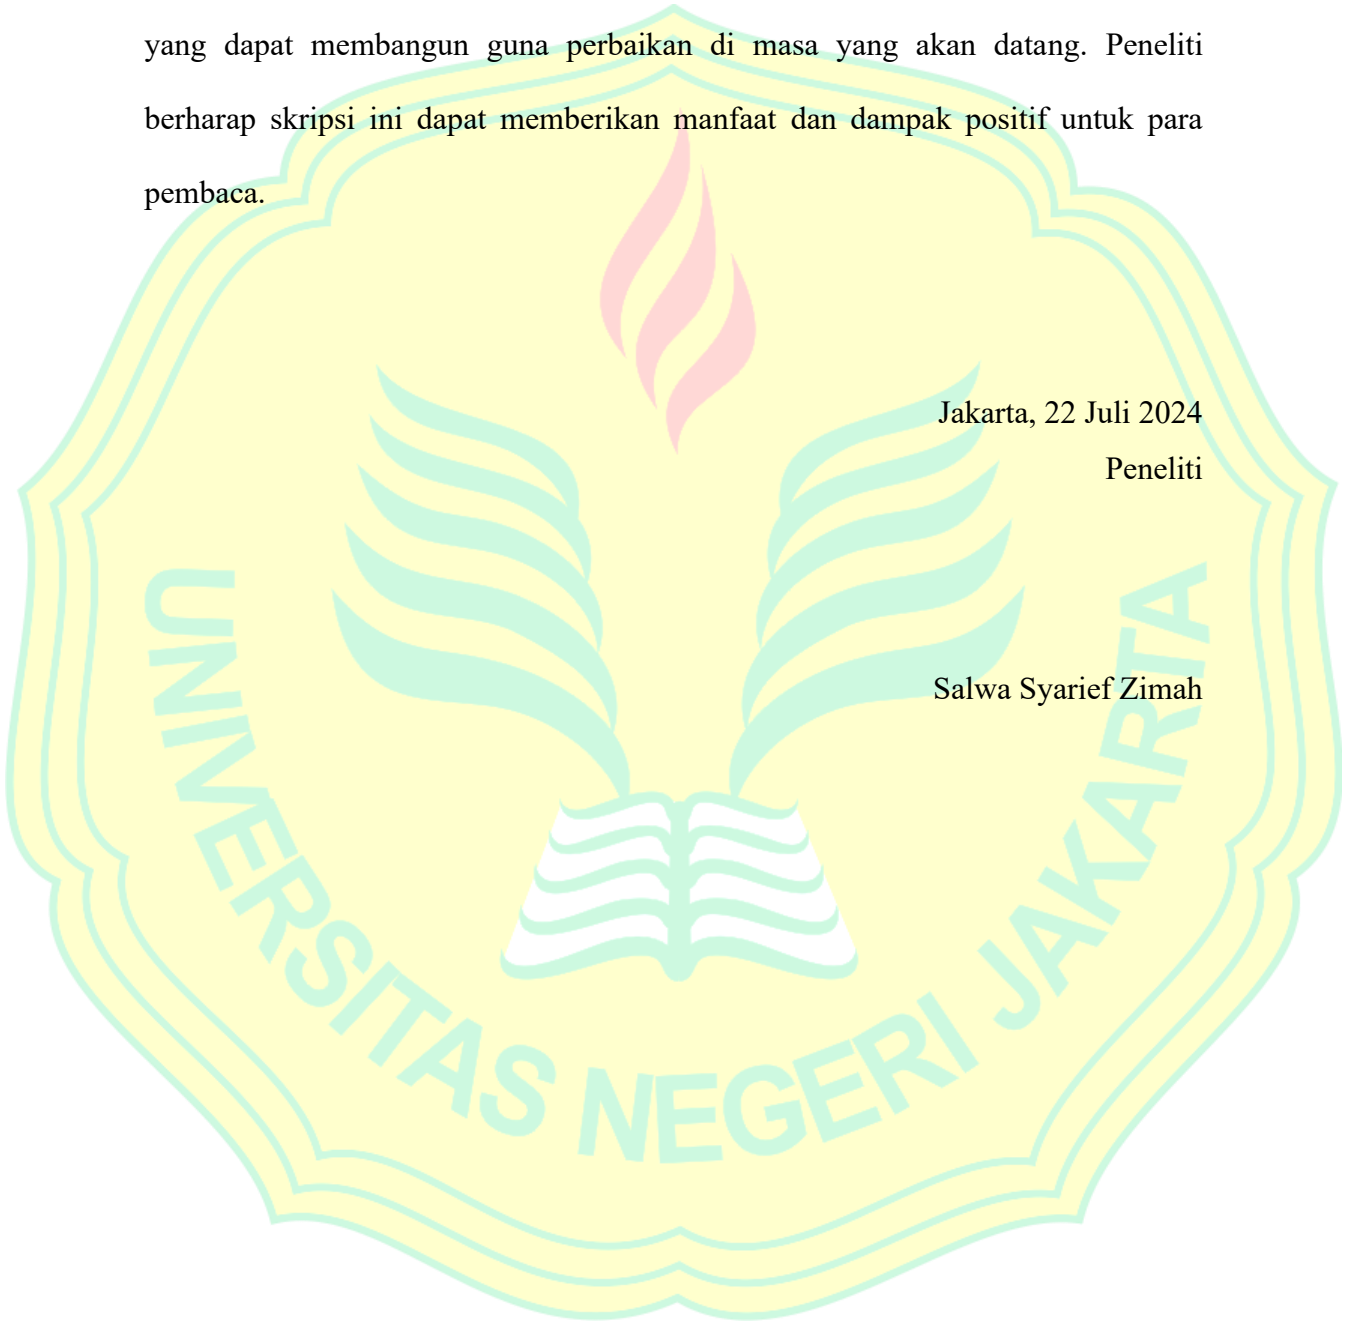 yang dapat membangun guna perbaikan di masa yang akan datang. Peneliti
berharap skripsi ini dapat memberikan manfaat dan dampak positif untuk para
pembaca.
Jakarta, 22 Juli 2024
Peneliti
Salwa Syarief Zimah
UNIVERSITAS NEGERI JAKARTA